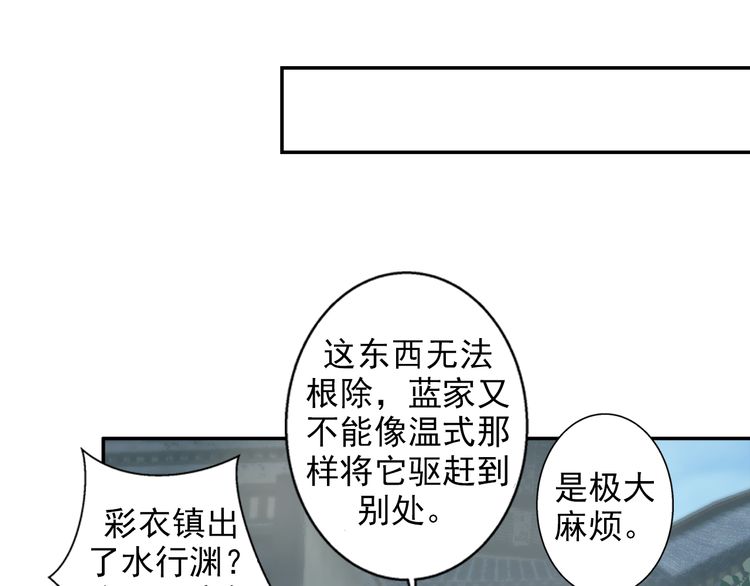 这东西无法
根除，蓝家又
不能像温式那
样将它驱赶到
别处。
是极大
麻烦。
彩衣镇出
了水行渊？